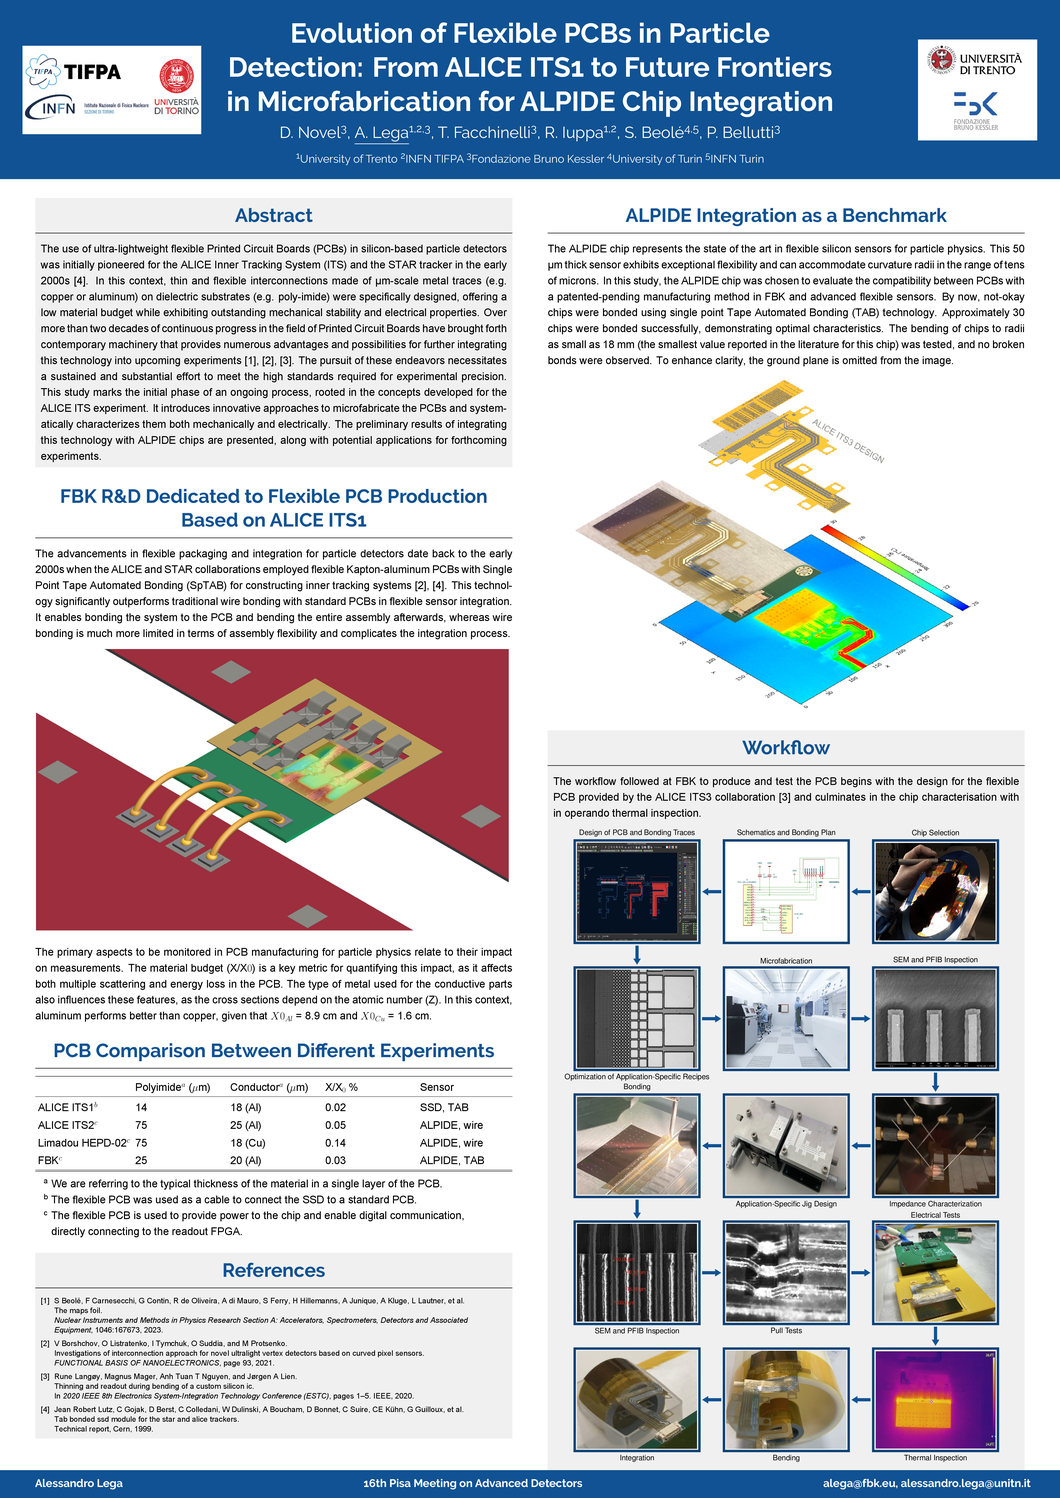 Evolution of Flexible PCBs in Particle
Detection: From ALICE ITS1 to Future Frontiers
in Microfabrication for ALPIDE Chip Integration
D. Novel3, A. Lega1,2,3, T. Facchinelli3, R. Iuppa1,2, S. Beolé4,5, P. Bellutti3
1University of Trento 2INFN TIFPA 3Fondazione Bruno Kessler 4University of Turin 5INFN Turin
TIFPA
INFN
Istituto Nazionale di Fisica Nucleare
UNIVERSITÀ
DI TORINO
UNIVERSITÀ
DI TRENTO
FBK
FONDAZIONE
BRUNO KESSLER
Abstract
The use of ultra-lightweight flexible Printed Circuit Boards (PCBs) in silicon-based particle detectors
was initially pioneered for the ALICE Inner Tracking System (ITS) and the STAR tracker in the early
2000s [4]. In this context, thin and flexible interconnections made of µm-scale metal traces (e.g.
copper or aluminum) on dielectric substrates (e.g. poly-imide) were specifically designed, offering a
low material budget while exhibiting outstanding mechanical stability and electrical properties. Over
more than two decades of continuous progress in the field of Printed Circuit Boards have brought forth
contemporary machinery that provides numerous advantages and possibilities for further integrating
this technology into upcoming experiments [1], [2], [3]. The pursuit of these endeavors necessitates
a sustained and substantial effort to meet the high standards required for experimental precision.
This study marks the initial phase of an ongoing process, rooted in the concepts developed for the
ALICE ITS experiment. It introduces innovative approaches to microfabricate the PCBs and system-
atically characterizes them both mechanically and electrically. The preliminary results of integrating
this technology with ALPIDE chips are presented, along with potential applications for forthcoming
experiments.
FBK R&D Dedicated to Flexible PCB Production
Based on ALICE ITS1
The advancements in flexible packaging and integration for particle detectors date back to the early
2000s when the ALICE and STAR collaborations employed flexible Kapton-aluminum PCBs with Single
Point Tape Automated Bonding (SpTAB) for constructing inner tracking systems [2], [4]. This technol-
ogy significantly outperforms traditional wire bonding with standard PCBs in flexible sensor integration.
It enables bonding the system to the PCB and bending the entire assembly afterwards, whereas wire
bonding is much more limited in terms of assembly flexibility and complicates the integration process.
The primary aspects to be monitored in PCB manufacturing for particle physics relate to their impact
on measurements. The material budget (X/X0) is a key metric for quantifying this impact, as it affects
both multiple scattering and energy loss in the PCB. The type of metal used for the conductive parts
also influences these features, as the cross sections depend on the atomic number (Z). In this context,
aluminum performs better than copper, given that X0Al = 8.9 cm and X0Cu = 1.6 cm.
PCB Comparison Between Different Experiments
Polyimidea (µm) Conductora (µm) X/X0 % Sensor
ALICE ITS1b 14 18 (Al) 0.02 SSD, TAB
ALICE ITS2c 75 25 (Al) 0.05 ALPIDE, wire
Limadou HEPD-02c 75 18 (Cu) 0.14 ALPIDE, wire
FBKc 25 20 (Al) 0.03 ALPIDE, TAB
a We are referring to the typical thickness of the material in a single layer of the PCB.
b The flexible PCB was used as a cable to connect the SSD to a standard PCB.
c The flexible PCB is used to provide power to the chip and enable digital communication,
directly connecting to the readout FPGA.
References
[1] S Beolé, F Carnesecchi, G Contin, R de Oliveira, A di Mauro, S Ferry, H Hillemanns, A Junique, A Kluge, L Lautner, et al.
The maps foil.
Nuclear Instruments and Methods in Physics Research Section A: Accelerators, Spectrometers, Detectors and Associated
Equipment, 1046:167673, 2023.
[2] V Borshchov, O Listratenko, I Tymchuk, O Suddia, and M Protsenko.
Investigations of interconnection approach for novel ultralight vertex detectors based on curved pixel sensors.
FUNCTIONAL BASIS OF NANOELECTRONICS, page 93, 2021.
[3] Rune Langøy, Magnus Mager, Anh Tuan T Nguyen, and Jørgen A Lien.
Thinning and readout during bending of a custom silicon ic.
In 2020 IEEE 8th Electronics System-Integration Technology Conference (ESTC), pages 1–5. IEEE, 2020.
[4] Jean Robert Lutz, C Gojak, D Berst, C Colledani, W Dulinski, A Boucham, D Bonnet, C Suire, CE Kühn, G Guilloux, et al.
Tab bonded ssd module for the star and alice trackers.
Technical report, Cern, 1999.
ALPIDE Integration as a Benchmark
The ALPIDE chip represents the state of the art in flexible silicon sensors for particle physics. This 50
µm thick sensor exhibits exceptional flexibility and can accommodate curvature radii in the range of tens
of microns. In this study, the ALPIDE chip was chosen to evaluate the compatibility between PCBs with
a patented-pending manufacturing method in FBK and advanced flexible sensors. By now, not-okay
chips were bonded using single point Tape Automated Bonding (TAB) technology. Approximately 30
chips were bonded successfully, demonstrating optimal characteristics. The bending of chips to radii
as small as 18 mm (the smallest value reported in the literature for this chip) was tested, and no broken
bonds were observed. To enhance clarity, the ground plane is omitted from the image.
ALICE ITS3 DESIGN
Workflow
The workflow followed at FBK to produce and test the PCB begins with the design for the flexible
PCB provided by the ALICE ITS3 collaboration [3] and culminates in the chip characterisation with
in operando thermal inspection.
Design of PCB and Bonding Traces
Schematics and Bonding Plan
Chip Selection
Microfabrication
SEM and PFIB Inspection
Optimization of Application-Specific Recipes
Bonding
Application-Specific Jig Design
Impedance Characterization
Electrical Tests
SEM and PFIB Inspection
Pull Tests
Integration
Bending
Thermal Inspection
Alessandro Lega
16th Pisa Meeting on Advanced Detectors
alega@fbk.eu, alessandro.lega@unitn.it